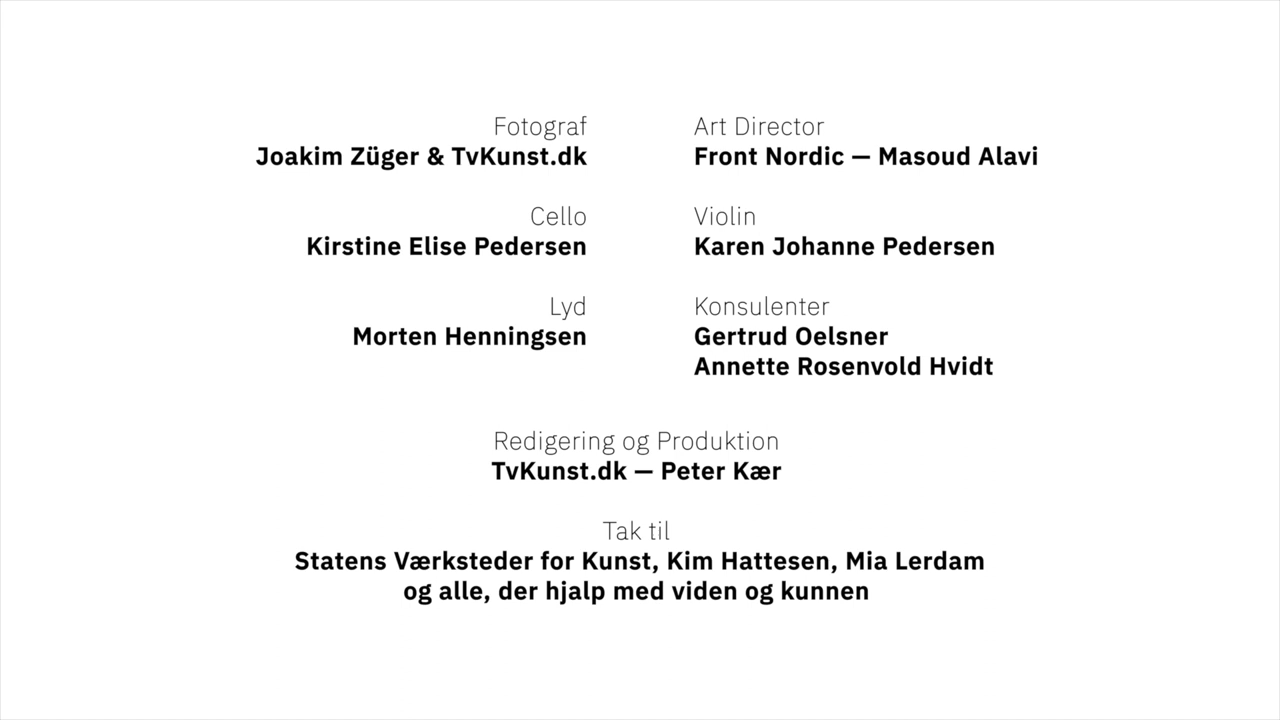 Fotograf
Joakim Züger & TvKunst.dk
Art Director
Front Nordic — Masoud Alavi
Cello
Kirstine Elise Pedersen
Violin
Karen Johanne Pedersen
Lyd
Morten Henningsen
Konsulenter
Gertrud Oelsner
Annette Rosenvold Hvidt
Redigering og Produktion
TvKunst.dk — Peter Kær
Tak til
Statens Værksteder for Kunst, Kim Hattesen, Mia Lerdam
og alle, der hjalp med viden og kunnen